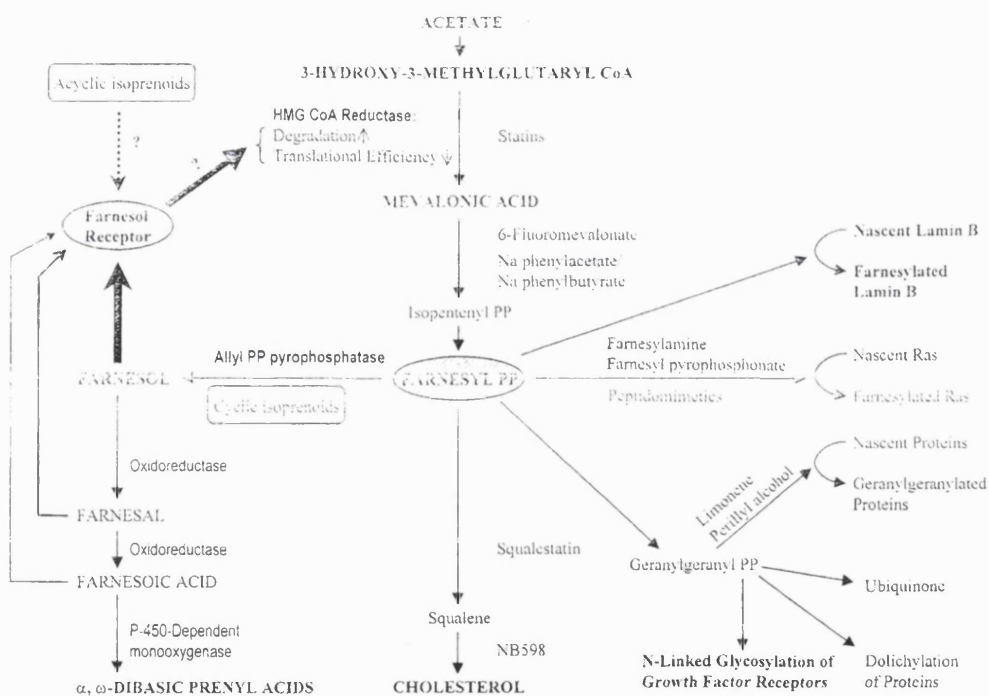 ACETATE
3-HYDROXY-3-METHYLGLUTARYL CoA
Acyclic isoprenoids
?
HMG CoA Reductase:
Degradation
Translational Efficiency
?
Statins
Farnesol
Receptor
MEVALONIC ACID
6-Fluoromevalonate
Na phenylacetate/
Na phenylbutyrate
Nascent Lamin B
Farnesylated
Lamin B
Isopentenyl PP
Allyl PP pyrophosphatase
FARNESOL
FARNESYL PP
Cyclic isoprenoids
Farnesylamine
Farnesyl pyrophosphonate
Peptidomimetics
Nascent Ras
Farnesylated Ras
Oxidoreductase
FARNESAL
Oxidoreductase
FARNESOIC ACID
P-450-Dependent
monooxygenase
α, ω-DIBASIC PRENYL ACIDS
Squalestatin
Squalene
NB598
CHOLESTEROL
Limonene
Perillyl alcohol
Nascent Proteins
Geranylgeranylated
Proteins
Geranylgeranyl PP
Ubiquinone
N-Linked Glycosylation of
Growth Factor Receptors
Dolichylation
of Proteins